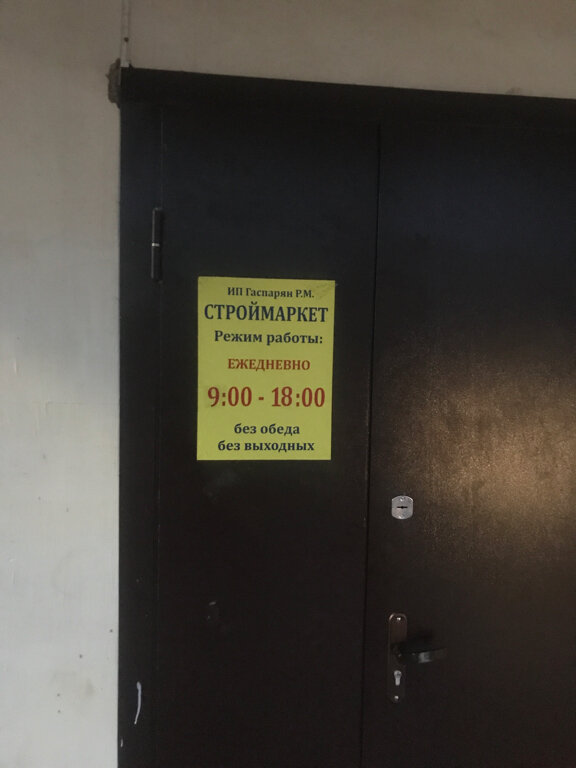 ИП Гаспарян Р.М.
СТРОЙМАРКЕТ
Режим работы:
ЕЖЕДНЕВНО
9:00 - 18:00
без обеда
без выходных